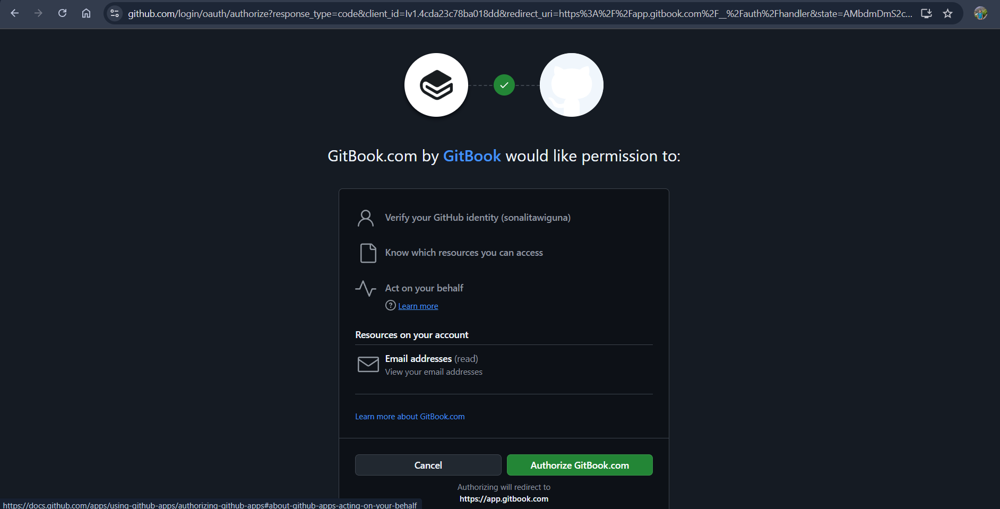 github.com/login/oauth/authorize?response_type=code&client_id=Iv1.4cda23c78ba018dd&redirect_uri=https%3A%2F%2Fapp.gitbook.com%2F__%2Fauth%2Fhandler&state=AMbdmDmS2c...
GitBook.com by GitBook would like permission to:
Verify your GitHub identity (sonalitawiguna)
Know which resources you can access
Act on your behalf
Learn more
Resources on your account
Email addresses (read)
View your email addresses
Learn more about GitBook.com
Cancel
Authorize GitBook.com
Authorizing will redirect to
https://app.gitbook.com
https://docs.github.com/apps/using-github-apps/authorizing-github-apps#about-github-apps-acting-on-your-behalf